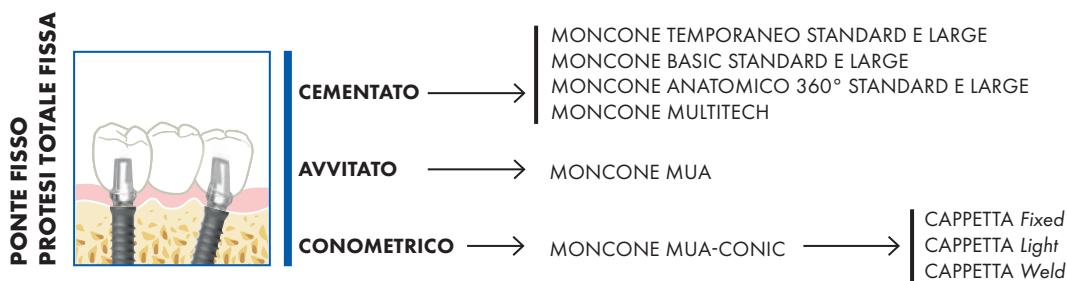 PONTE FISSO
PROTESI TOTALE FISSA
CEMENTATO
MONCONE TEMPORANEO STANDARD E LARGE
MONCONE BASIC STANDARD E LARGE
MONCONE ANATOMICO 360° STANDARD E LARGE
MONCONE MULTITECH
AVVITATO
MONCONE MUA
CONOMETRICO
MONCONE MUA-CONIC
CAPPETTA Fixed
CAPPETTA Light
CAPPETTA Weld